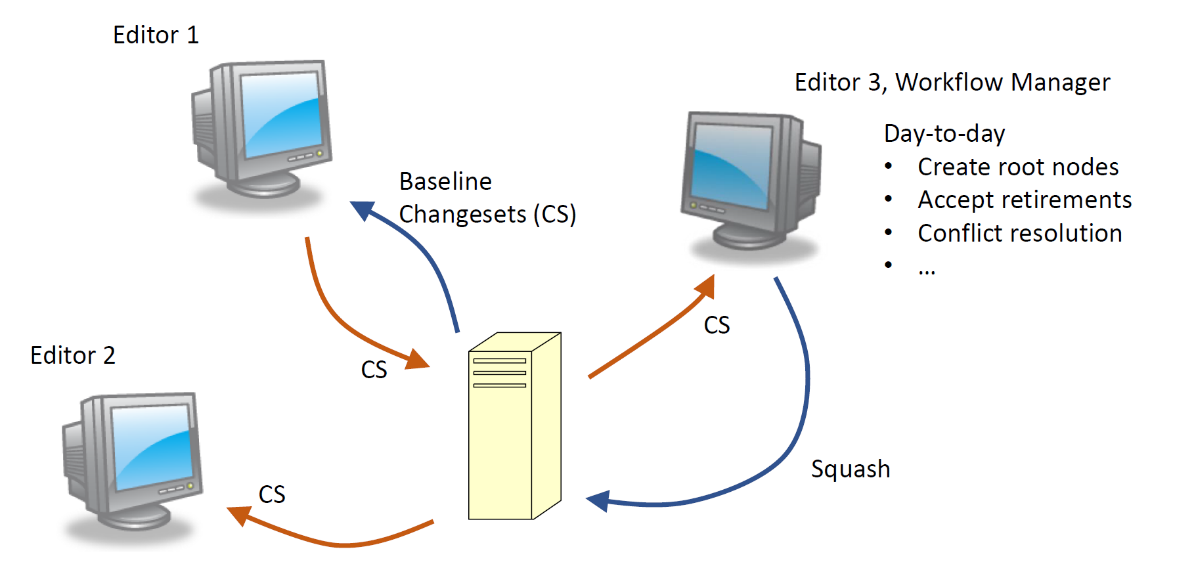 Editor 1
Editor 3, Workflow Manager
Day-to-day
• Create root nodes
• Accept retirements
• Conflict resolution
• ...
Baseline
Changesets (CS)
CS
Editor 2
CS
CS
Squash